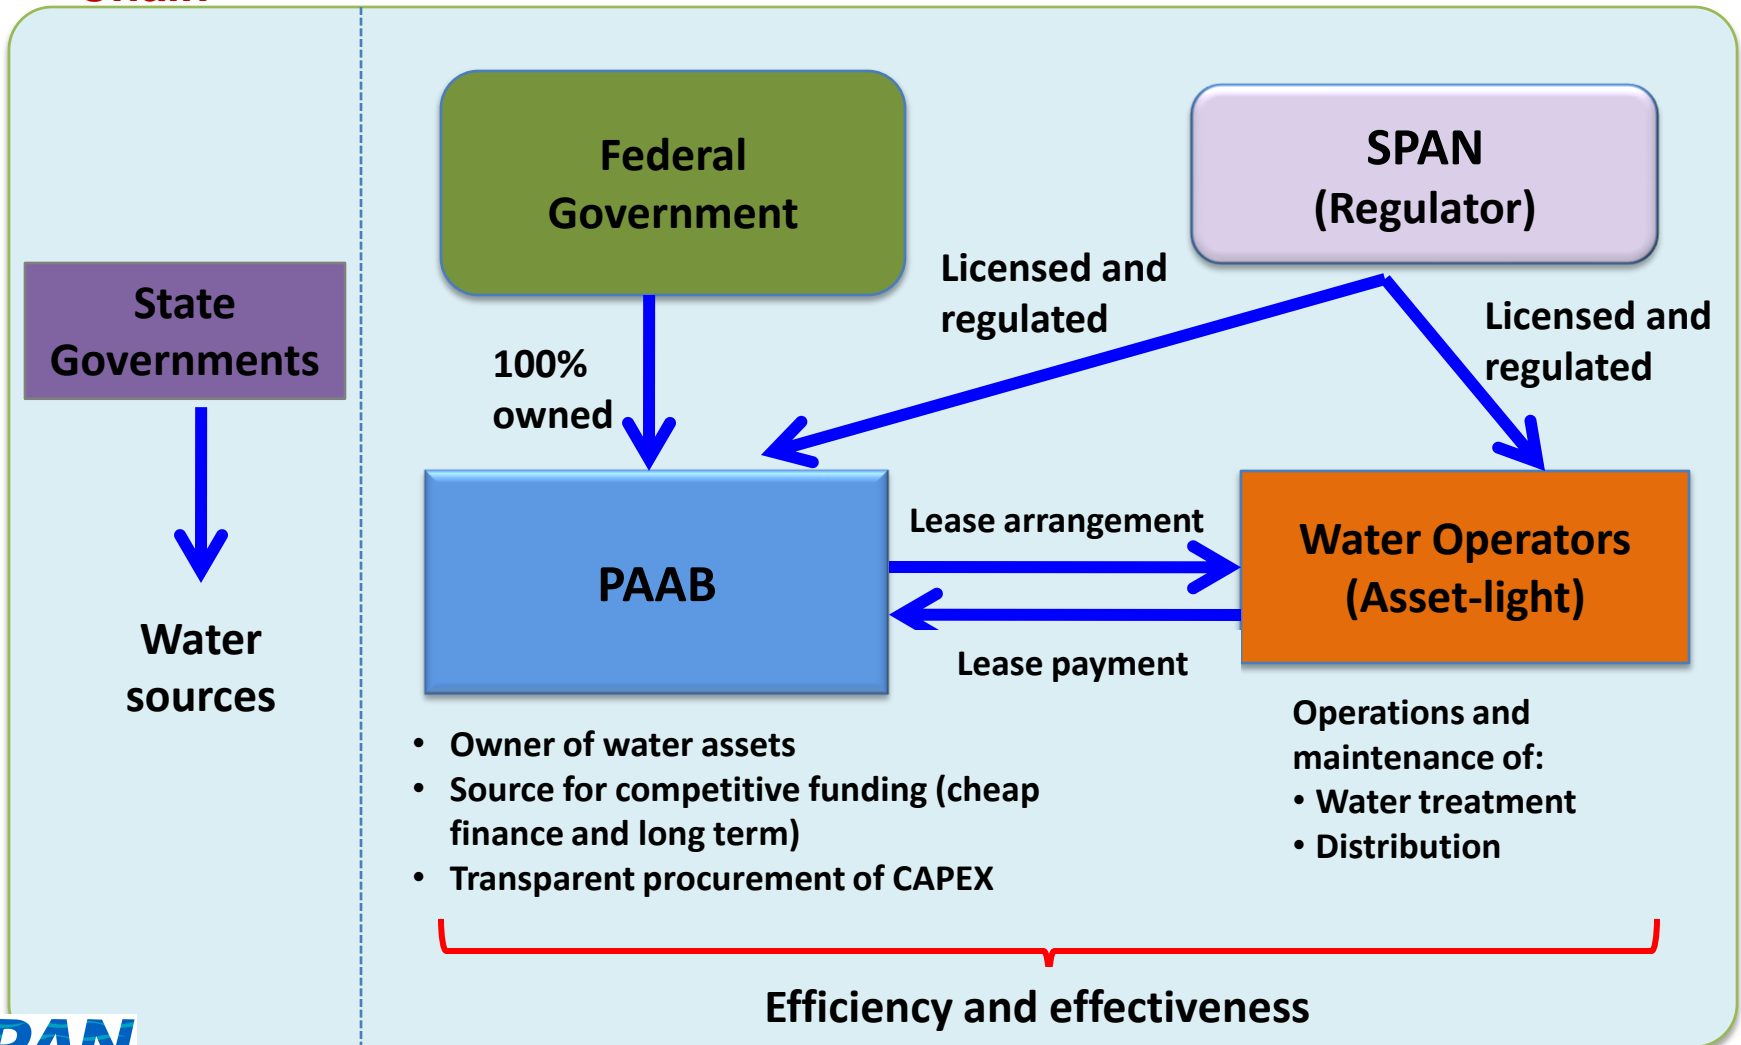 State
Governments
Water
sources
Federal
Government
SPAN
(Regulator)
100%
owned
Licensed and
regulated
Licensed and
regulated
PAAB
Lease arrangement
Lease payment
Water Operators
(Asset-light)
• Owner of water assets
• Source for competitive funding (cheap
finance and long term)
• Transparent procurement of CAPEX
Operations and
maintenance of:
• Water treatment
• Distribution
Efficiency and effectiveness